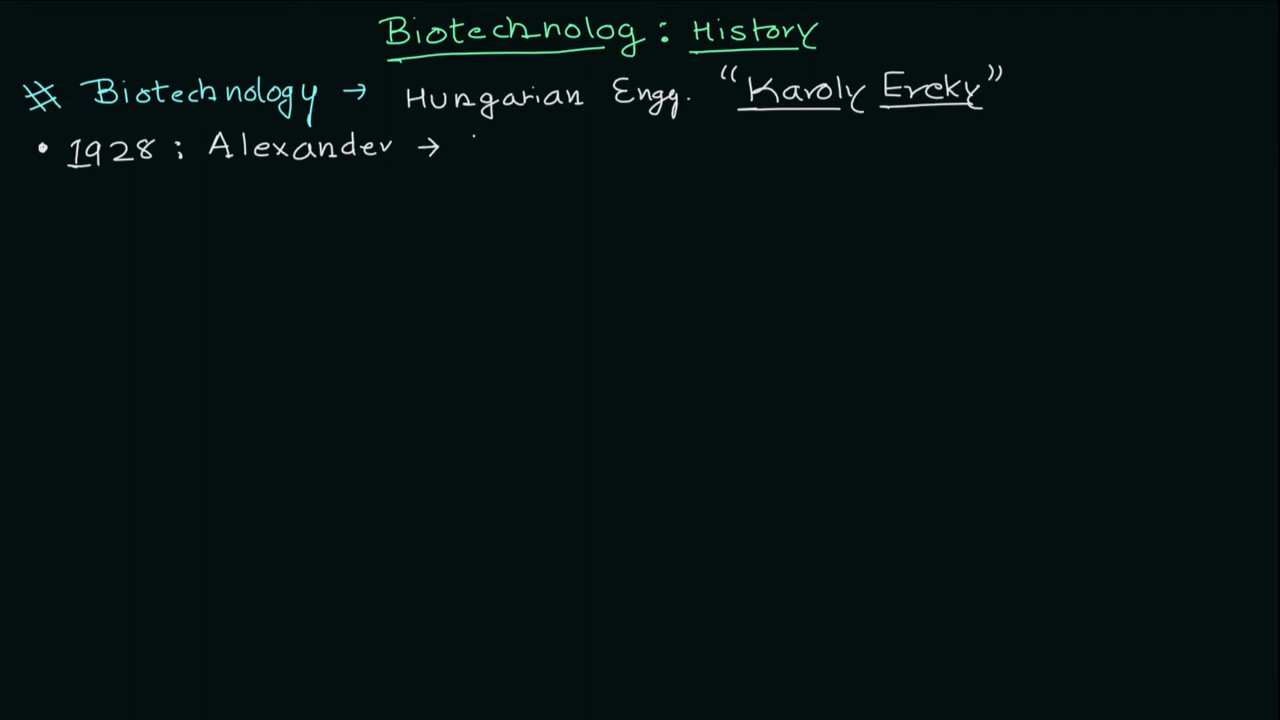 Biotechnolog : History
# Biotechnology → Hungarian Engg. "Karoly Ereky"
• 1928 : Alexander →